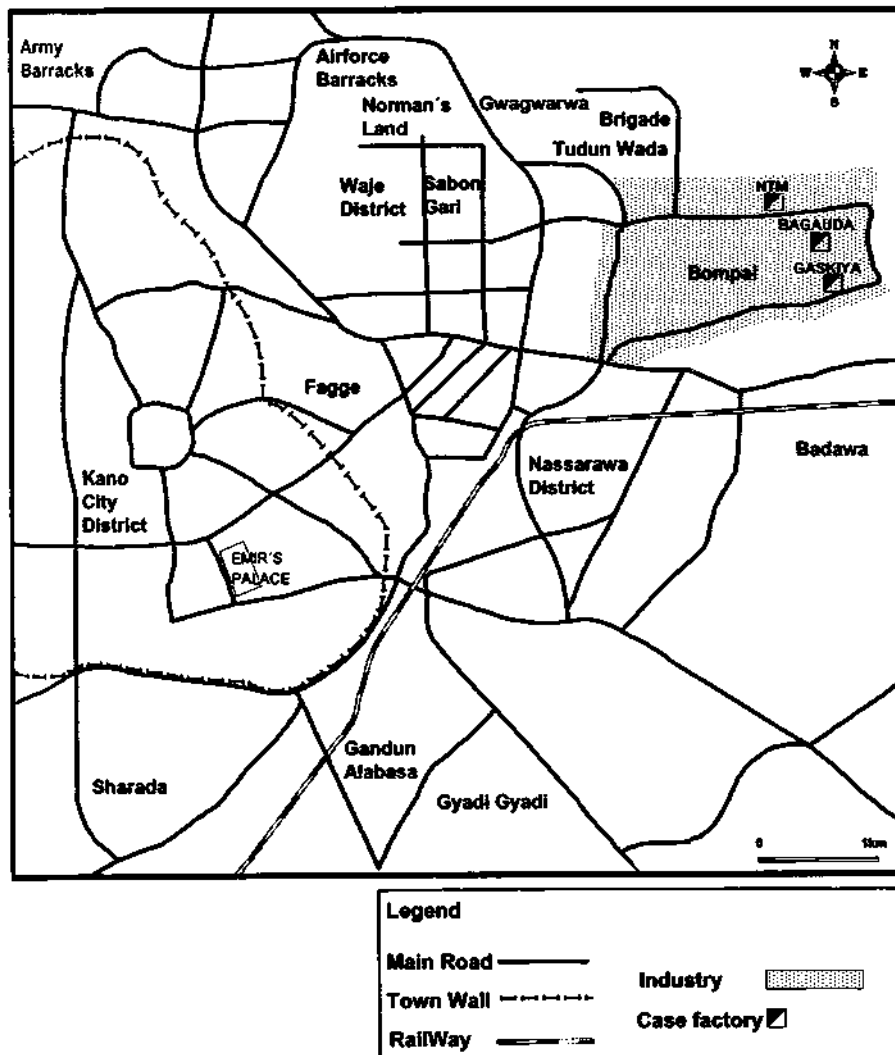 Army
Barracks
Airforce
Barracks
Norman´s
Land
Gwagwarwa
Brigade
Tudun Wada
N
W
E
S
Waje
District
Sabon
Gari
NTM
BAGAUDA
Bompai
GASKIYA
Fagge
Kano
City
District
Nassarawa
District
Badawa
EMIR´S
PALACE
Sharada
Gandun
Alabasa
Gyadi Gyadi
0 1km
Legend
Main Road
Town Wall
RailWay
Industry
Case factory